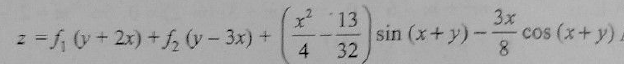 z = f₁ (y + 2x) + f₂ (y – 3x) + (x²/4 – 13/32) sin (x + y) – 3x/8 cos (x + y)